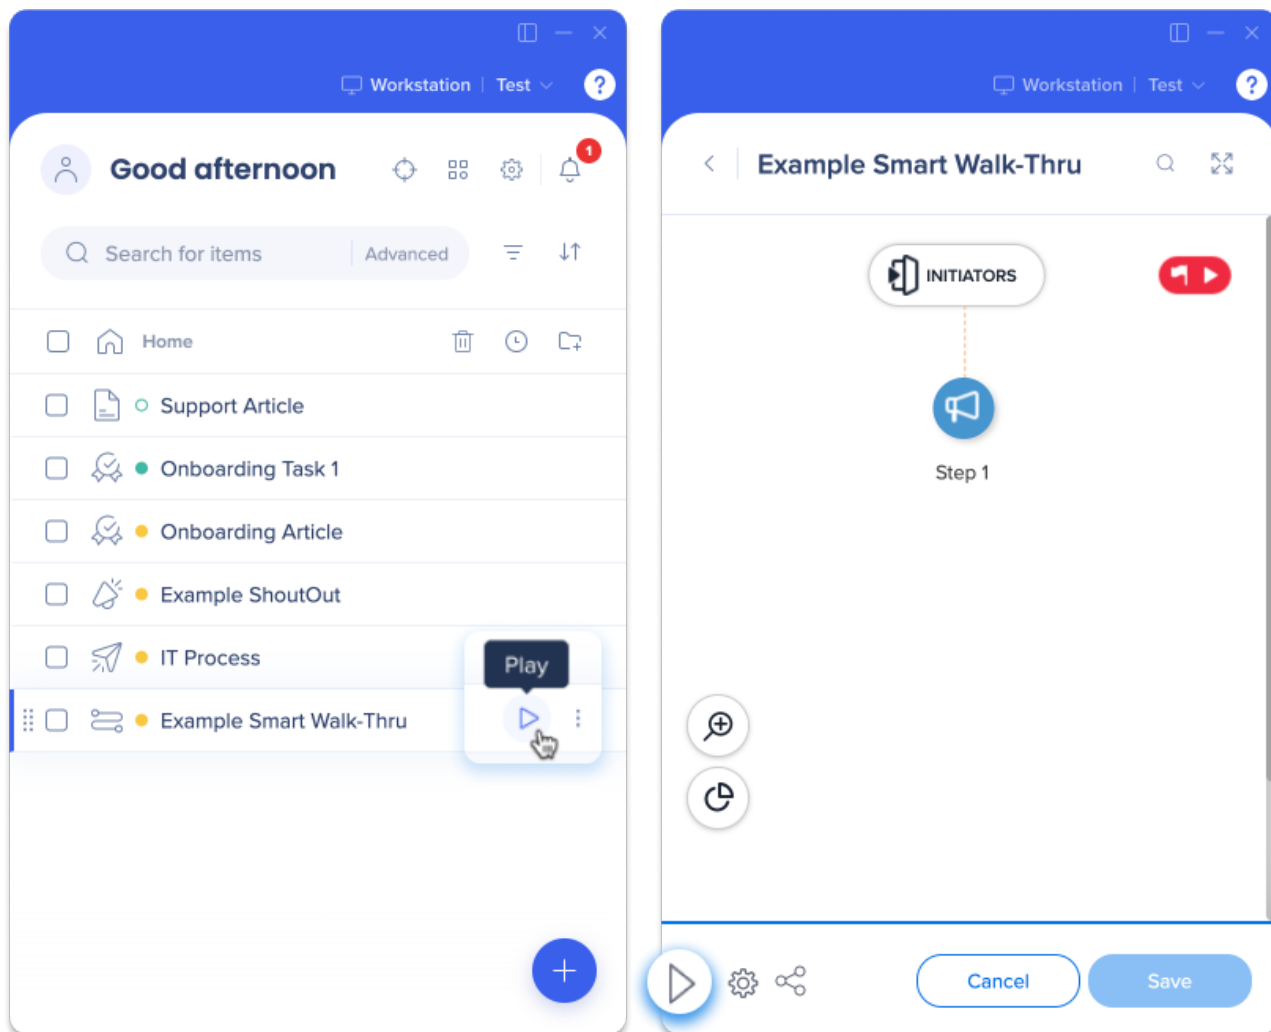 Workstation | Test
?
Good afternoon
1
Search for items
Advanced
Home
Support Article
Onboarding Task 1
Onboarding Article
Example ShoutOut
IT Process
Play
Example Smart Walk-Thru
Workstation | Test
?
Example Smart Walk-Thru
INITIATORS
Step 1
Cancel
Save